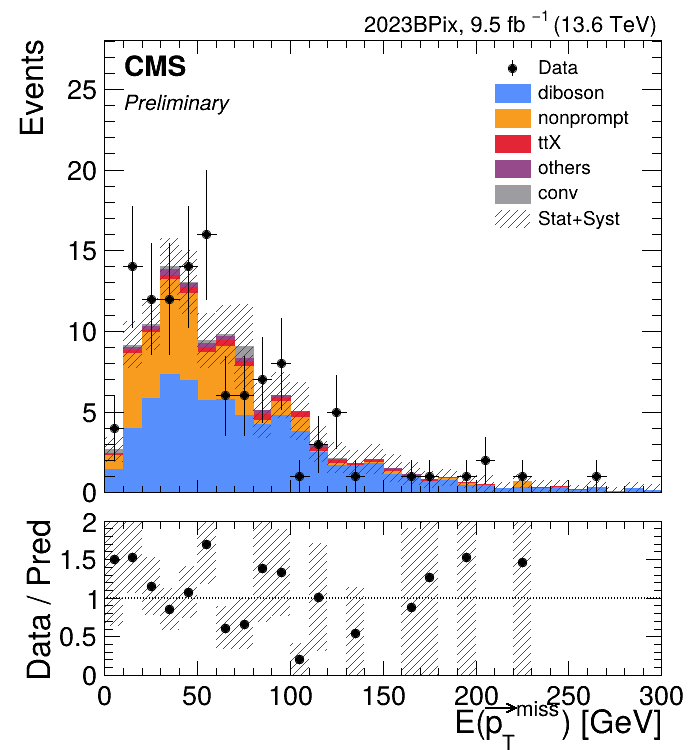 2023BPix, 9.5 fb⁻¹ (13.6 TeV)
CMS
Preliminary
Events
25
20
15
10
5
0
Data
diboson
nonprompt
ttX
others
conv
Stat+Syst
Data / Pred
2
1.5
1
0.5
0
0 50 100 150 200 250 300
E(p⃗_T^miss) [GeV]